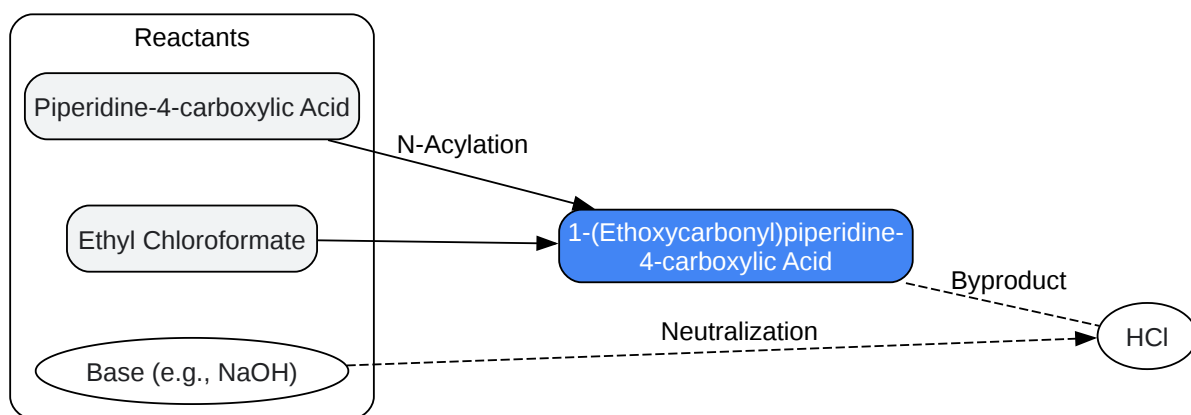 Reactants
Piperidine-4-carboxylic Acid
N-Acylation
Ethyl Chloroformate
1-(Ethoxycarbonyl)piperidine-
4-carboxylic Acid
Byproduct
Neutralization
HCl
Base (e.g., NaOH)